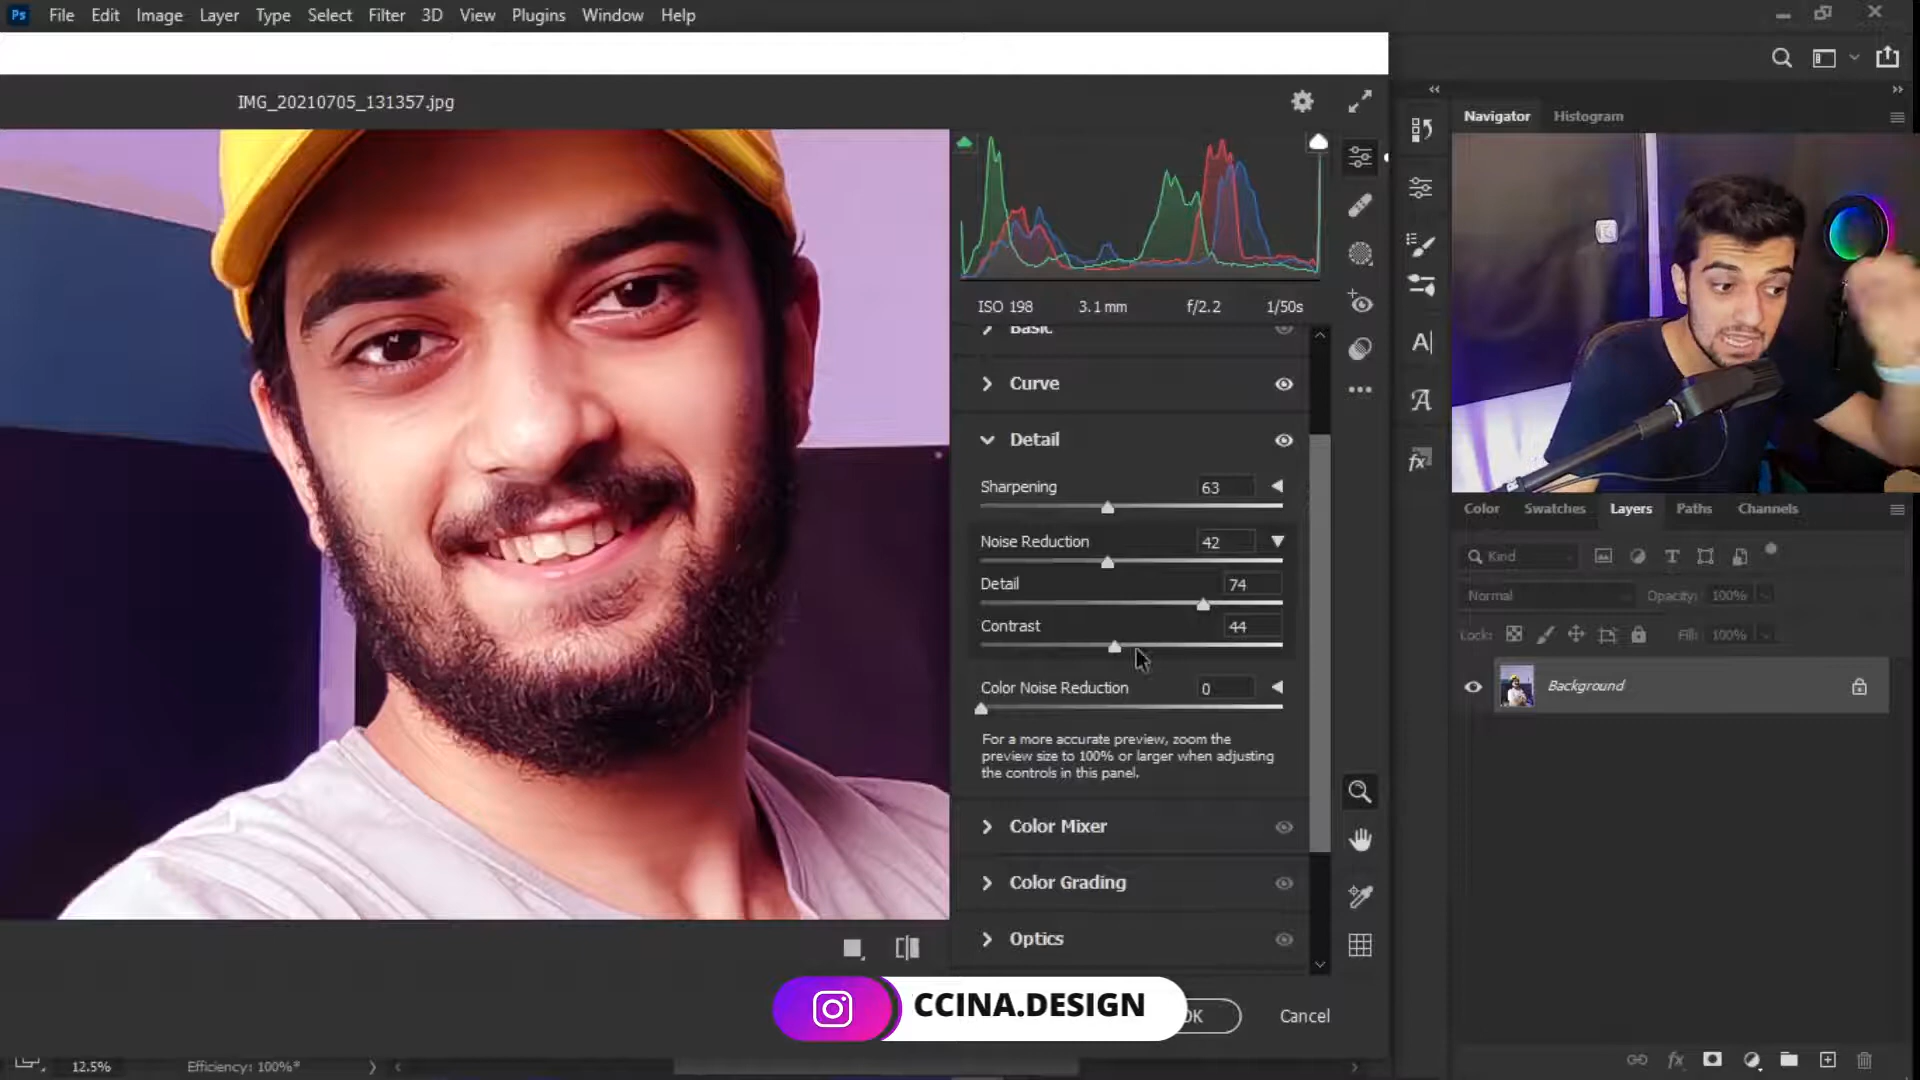 Ps File Edit Image Layer Type Select Filter 3D View Plugins Window Help
IMG_20210705_131357.jpg
ISO 198 3.1 mm f/2.2 1/50s
Basic
Curve
Detail
Sharpening 63
Noise Reduction 42
Detail 74
Contrast 44
Color Noise Reduction 0
For a more accurate preview, zoom the
preview size to 100% or larger when adjusting
the controls in this panel.
Color Mixer
Color Grading
Optics
OK Cancel
CCINA.DESIGN
12.5% Efficiency: 100%*
Navigator Histogram
A
A
fx
Color Swatches Layers Paths Channels
Kind
Normal Opacity: 100%
Lock: Fill: 100%
Background
fx